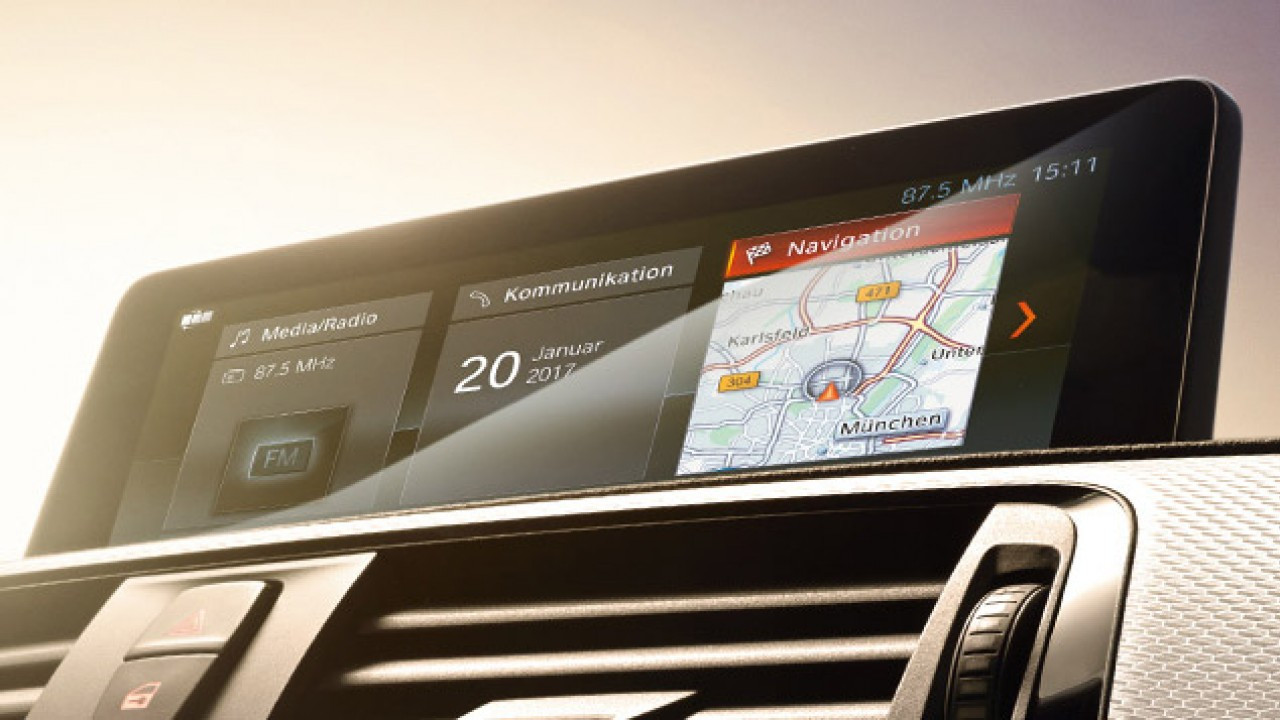 87.5 MHz 15:11
Media/Radio
87.5 MHz
FM
Kommunikation
20 Januar
2017
Navigation
471
Karlsfeld
Unter
304
München